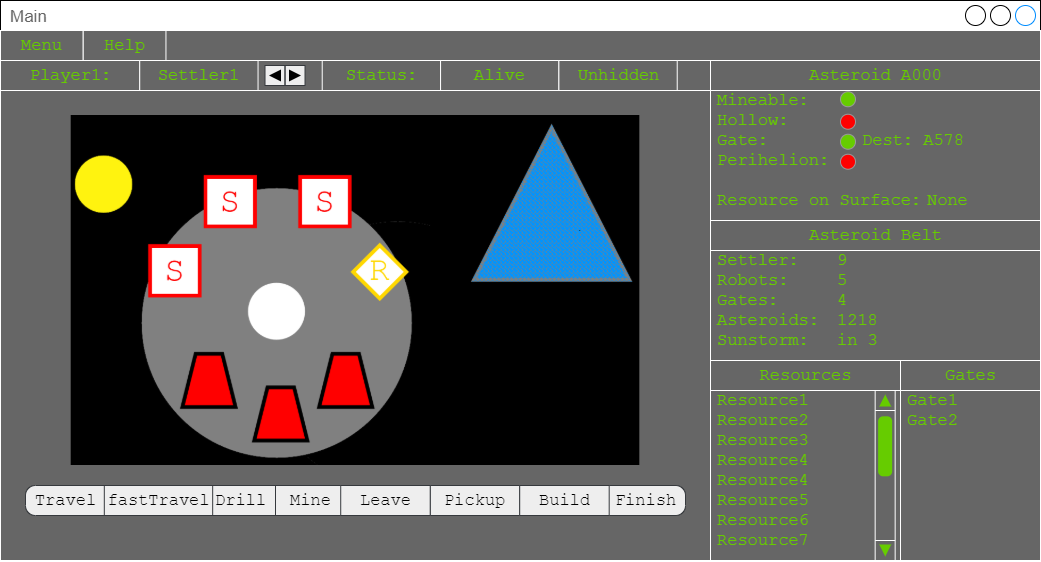 Main
Menu Help
Player1: Settler1 ◀ ▶ Status: Alive Unhidden
Asteroid A000
Mineable:
Hollow:
Gate: Dest: A578
Perihelion:
Resource on Surface: None
S S
S R
Asteroid Belt
Settler: 9
Robots: 5
Gates: 4
Asteroids: 1218
Sunstorm: in 3
Resources
Resource1
Resource2
Resource3
Resource4
Resource4
Resource5
Resource6
Resource7
Gates
Gate1
Gate2
Travel fastTravel Drill Mine Leave Pickup Build Finish